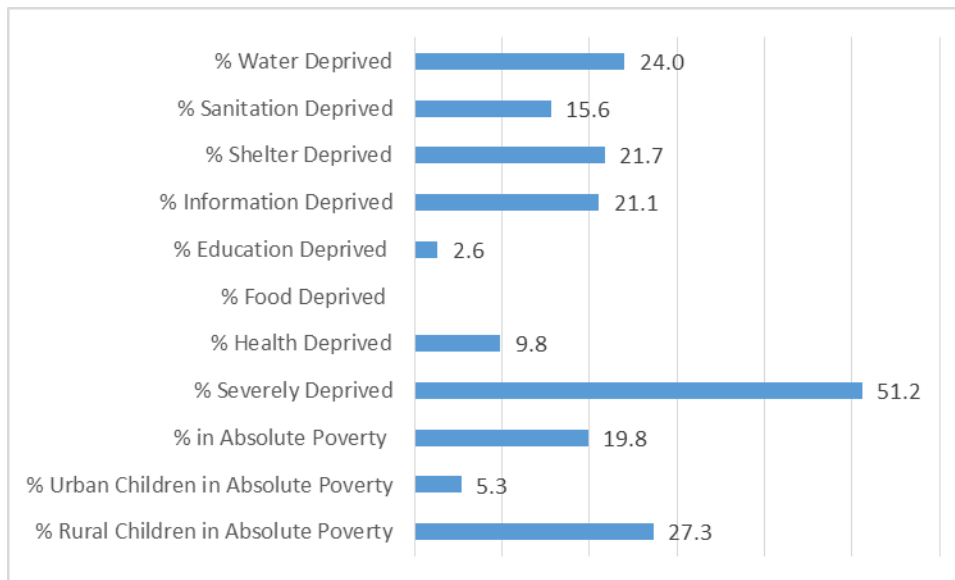 % Water Deprived 24.0
% Sanitation Deprived 15.6
% Shelter Deprived 21.7
% Information Deprived 21.1
% Education Deprived 2.6
% Food Deprived
% Health Deprived 9.8
% Severely Deprived 51.2
% in Absolute Poverty 19.8
% Urban Children in Absolute Poverty 5.3
% Rural Children in Absolute Poverty 27.3